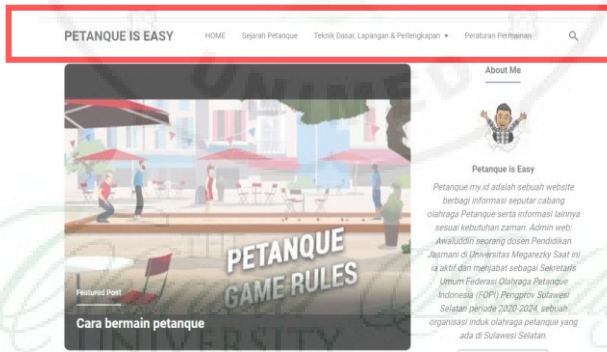 PETANQUE IS EASY
HOME Sejarah Petanque Teknik Dasar, Lapangan & Perlengkapan ▾ Peraturan Permainan
PETANQUE
GAME RULES
Featured Post
Cara bermain petanque
About Me
Petanque is Easy
Petanque.my.id adalah sebuah website
berbagi informasi seputar cabang
olahraga Petanque serta informasi lainnya
sesuai kebutuhan zaman. Admin web:
Awaluddin seorang dosen Pendidikan
Jasmani di Universitas Megarezky Saat ini
ia aktif dan menjabat sebagai Sekretaris
Umum Federasi Olahraga Petanque
Indonesia (FOPI) Pengprov Sulawesi
Selatan periode 2020-2024, sebuah
organisasi induk olahraga petanque yang
ada di Sulawesi Selatan.
UNIMED
UNIVERSITY